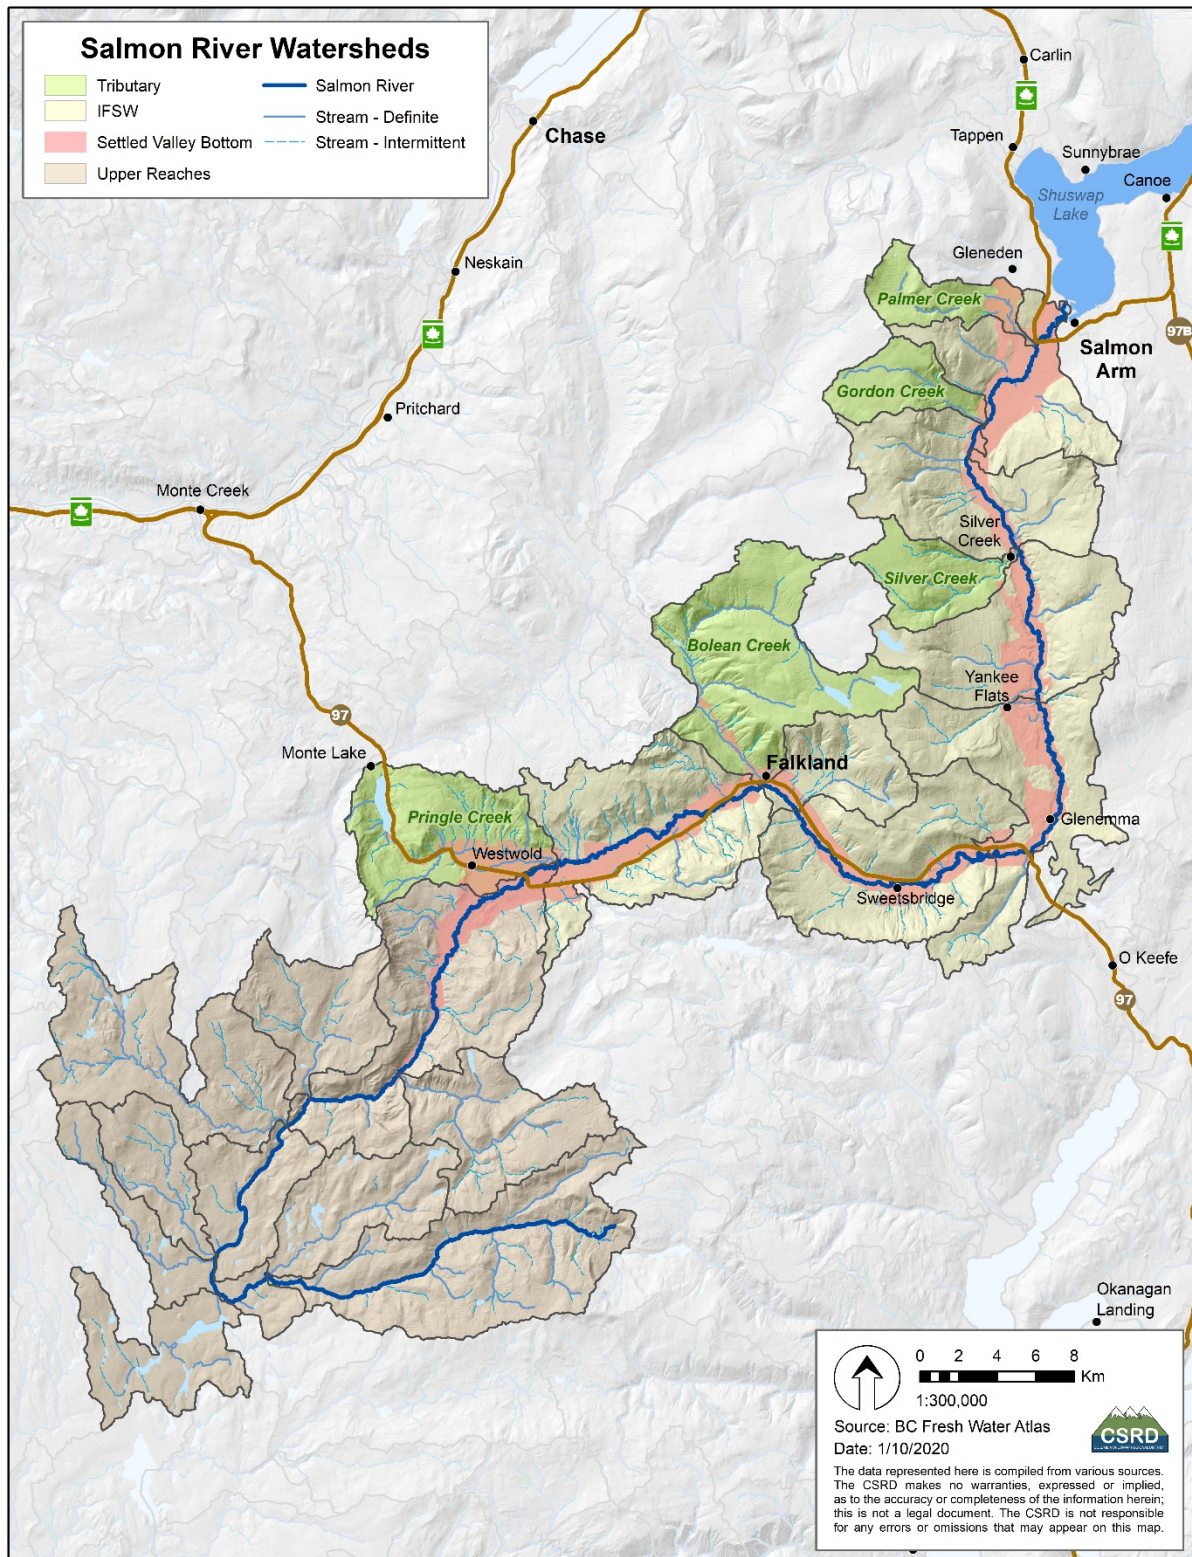 Salmon River Watersheds
Tributary
IFSW
Settled Valley Bottom
Upper Reaches
Salmon River
Stream - Definite
Stream - Intermittent
Carlin
Chase
Tappen
Sunnybrae
Canoe
Shuswap
Lake
Gleneden
Neskain
Palmer Creek
97B
Salmon
Arm
Gordon Creek
Pritchard
Monte Creek
Silver
Creek
Silver Creek
Bolean Creek
Yankee
Flats
97
Monte Lake
Falkland
Pringle Creek
Glenemma
Westwold
Sweetsbridge
O Keefe
97
Okanagan
Landing
0 2 4 6 8
Km
1:300,000
Source: BC Fresh Water Atlas
Date: 1/10/2020
CSRD
The data represented here is compiled from various sources.
The CSRD makes no warranties, expressed or implied,
as to the accuracy or completeness of the information herein;
this is not a legal document. The CSRD is not responsible
for any errors or omissions that may appear on this map.